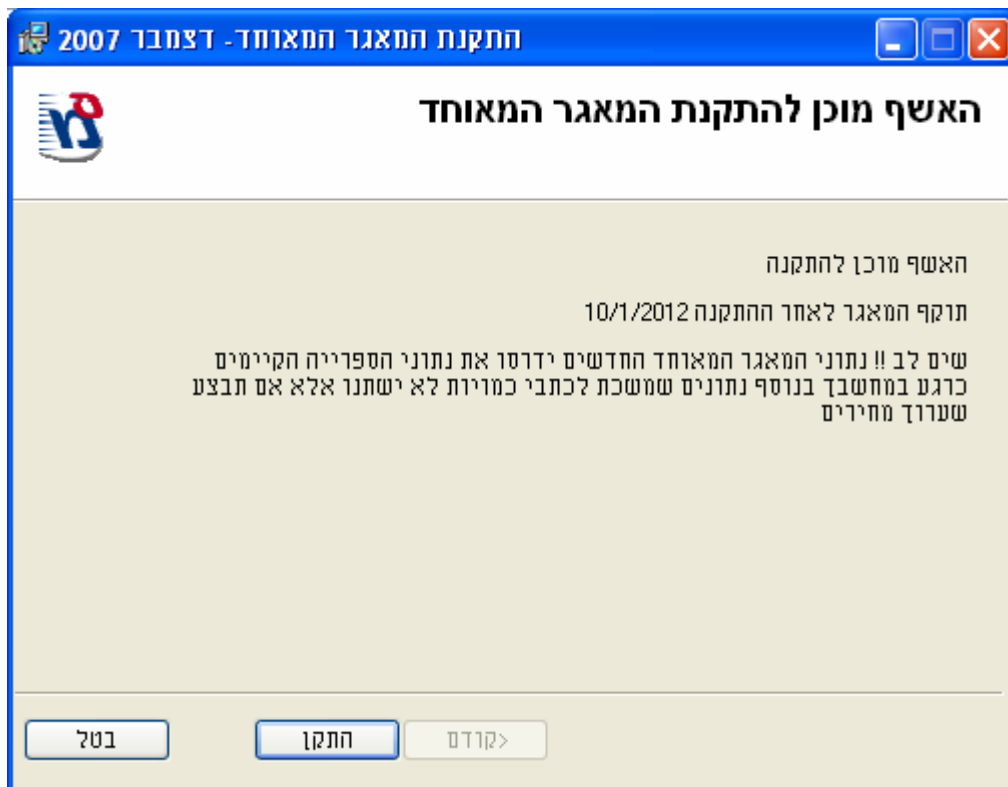 התקנת המאגר המאוחד- דצמבר 2007
האשף מוכן להתקנת המאגר המאוחד
האשף מוכן להתקנה
תוקף המאגר לאחר ההתקנה 10/1/2012
שים לב !! נתוני המאגר המאוחד החדשים ידרסו את נתוני הספרייה הקיימים
כרגע במחשבך בנוסף נתונים שמשכת לכתבי כמויות לא ישתנו אלא אם תבצע
שערוך מחירים
<קודם
התקן
בטל